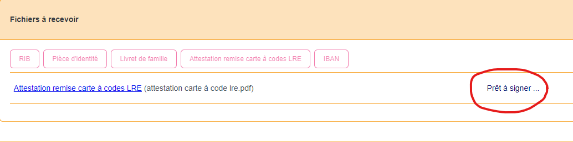 Fichiers à recevoir
RIB Pièce d'identité Livret de famille Attestation remise carte à codes LRE IBAN
Attestation remise carte à codes LRE (attestation carte à code lre.pdf) Prêt à signer ...